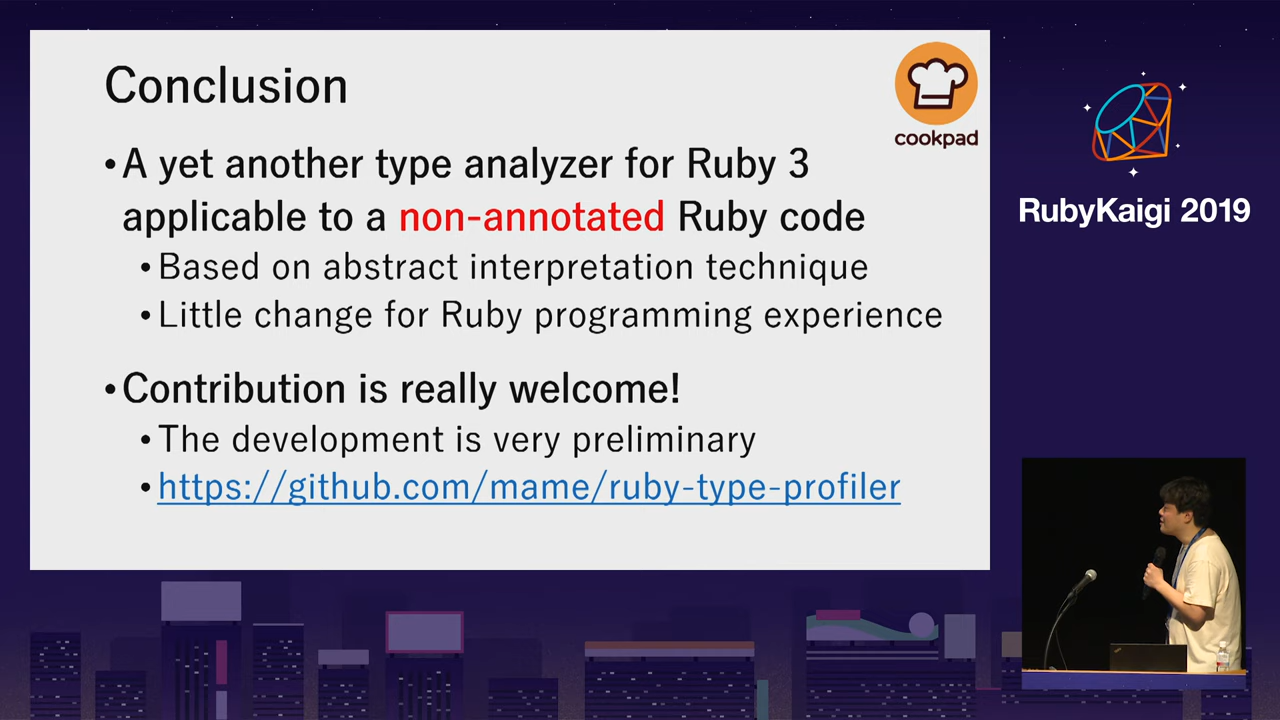 Conclusion
cookpad
• A yet another type analyzer for Ruby 3
applicable to a non-annotated Ruby code
• Based on abstract interpretation technique
• Little change for Ruby programming experience
• Contribution is really welcome!
• The development is very preliminary
• https://github.com/mame/ruby-type-profiler
RubyKaigi 2019